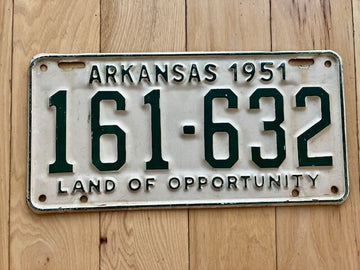 ARKANSAS 1951
161-632
LAND OF OPPORTUNITY